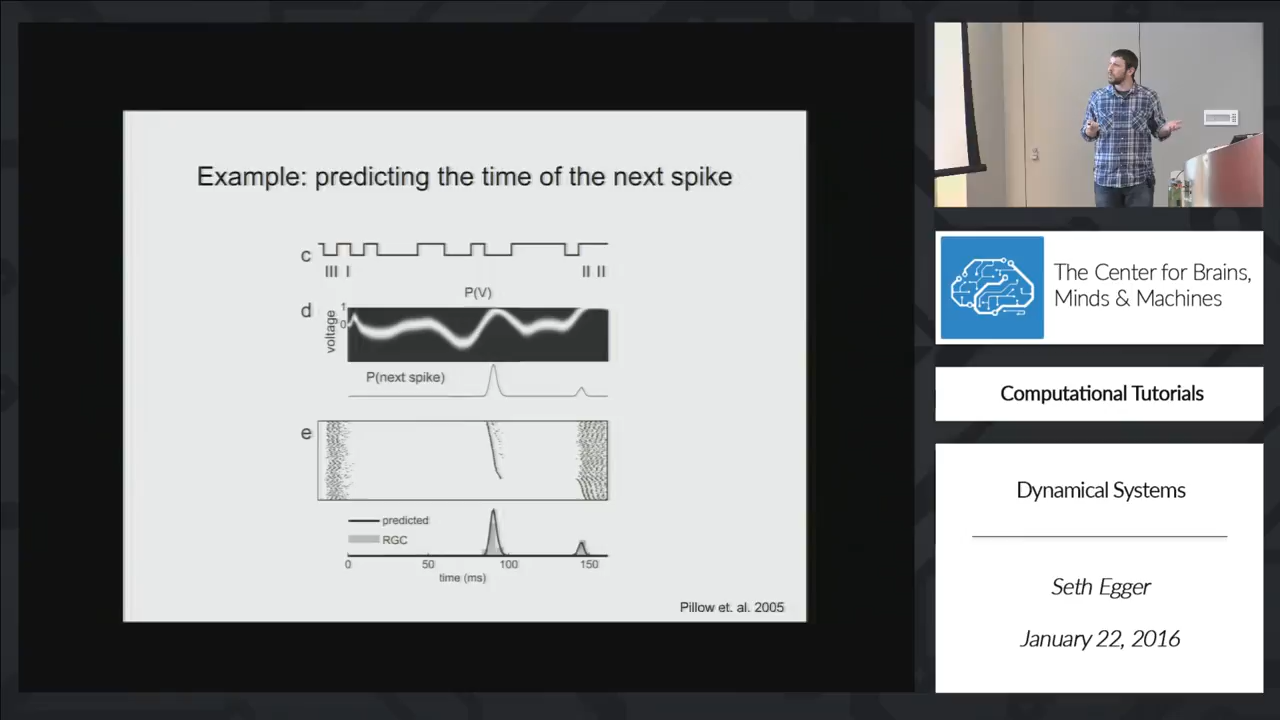 Example: predicting the time of the next spike
c
P(V)
d
voltage
1
0
P(next spike)
e
predicted
RGC
0 50 100 150
time (ms)
Pillow et. al. 2005
The Center for Brains,
Minds & Machines
Computational Tutorials
Dynamical Systems
Seth Egger
January 22, 2016